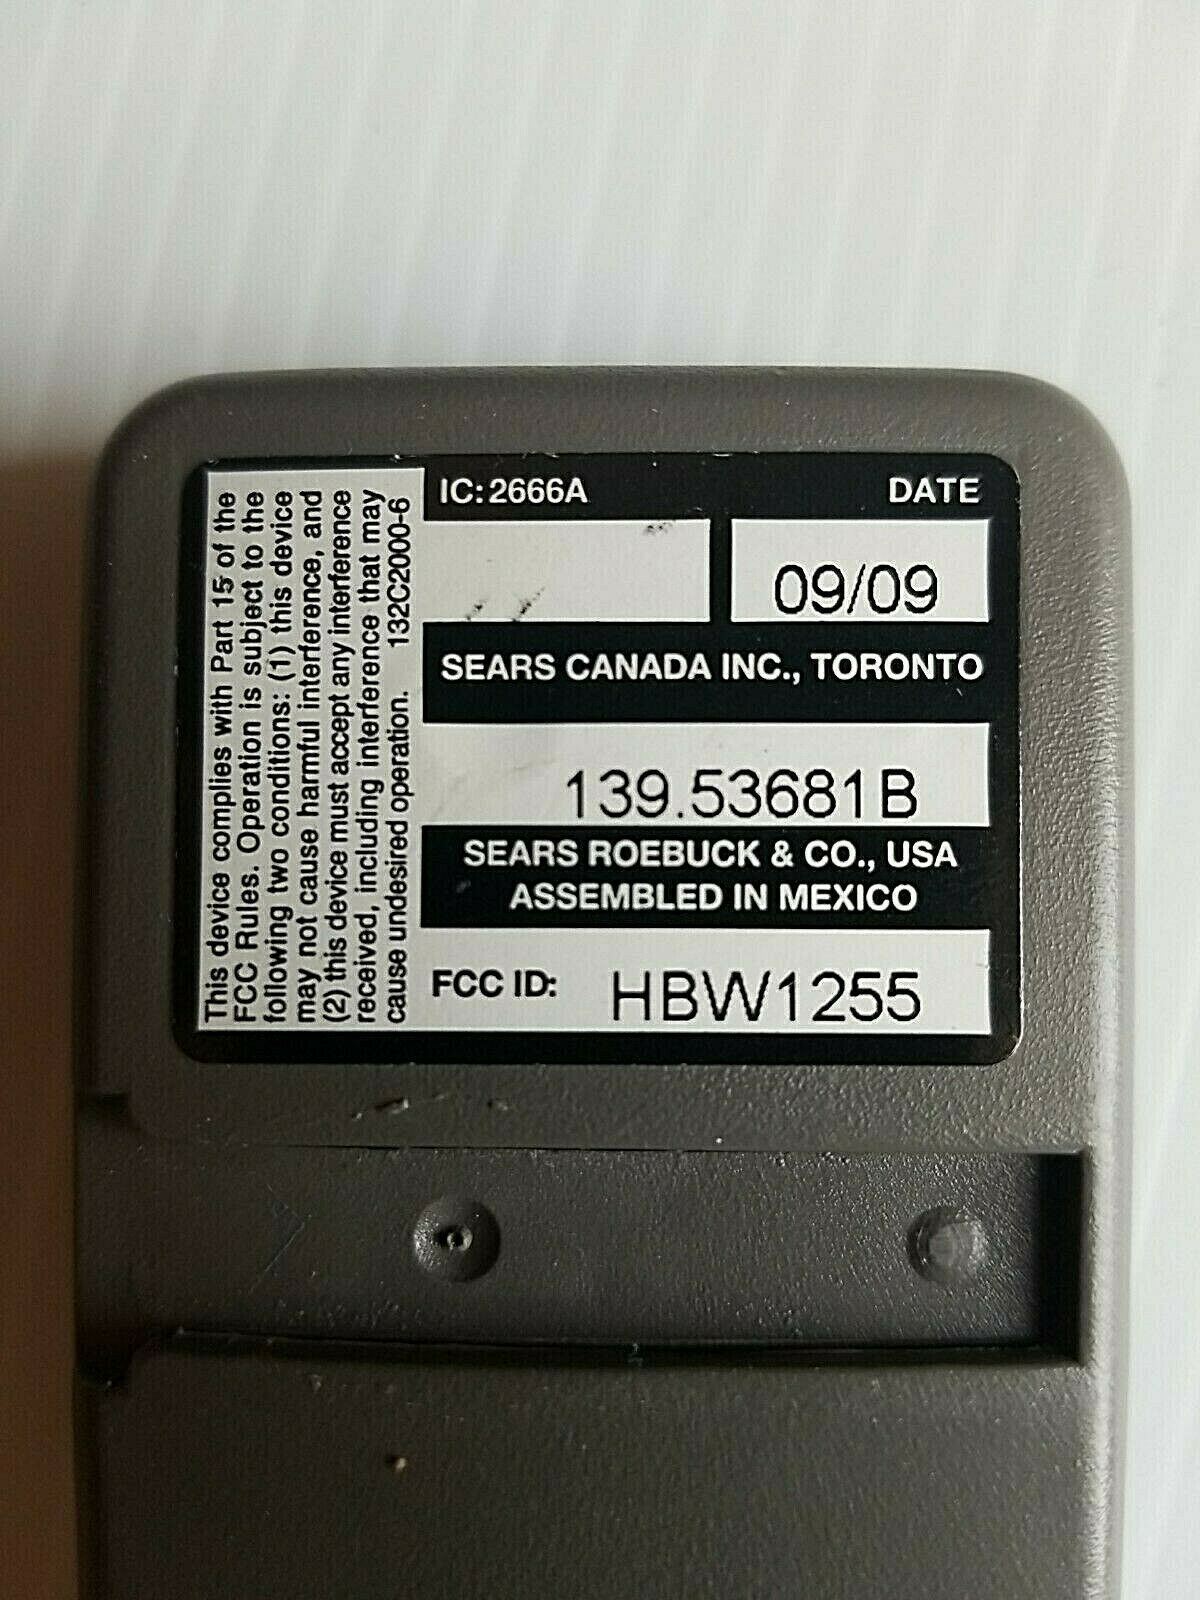 This device complies with Part 15 of the
FCC Rules. Operation is subject to the
following two conditions: (1) this device
may not cause harmful interference, and
(2) this device must accept any interference
received, including interference that may
cause undesired operation. 132C2000-6
IC: 2666A
DATE
09/09
SEARS CANADA INC., TORONTO
139.53681B
SEARS ROEBUCK & CO., USA
ASSEMBLED IN MEXICO
FCC ID: HBW1255